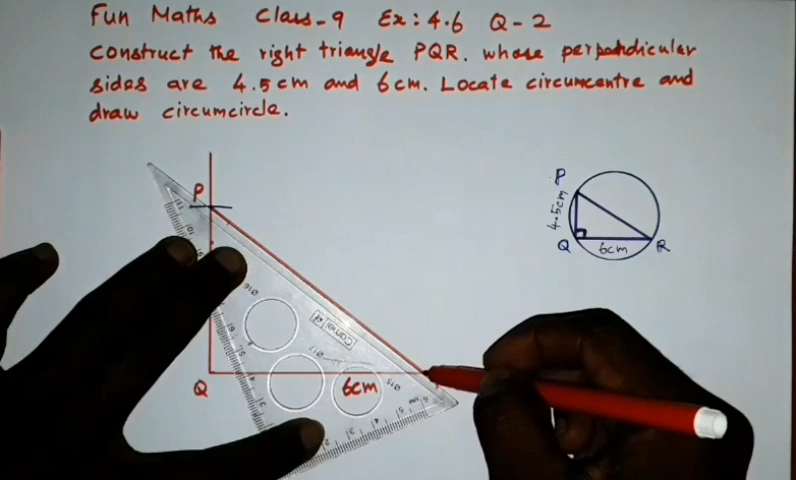 Fun Maths Class-9 Ex: 4.6 Q-2
Construct the right triangle PQR. whose perpendicular
sides are 4.5cm and 6cm. Locate circumcentre and
draw circumcircle.
P
Q
6cm
P
4.5cm
Q
6cm
R